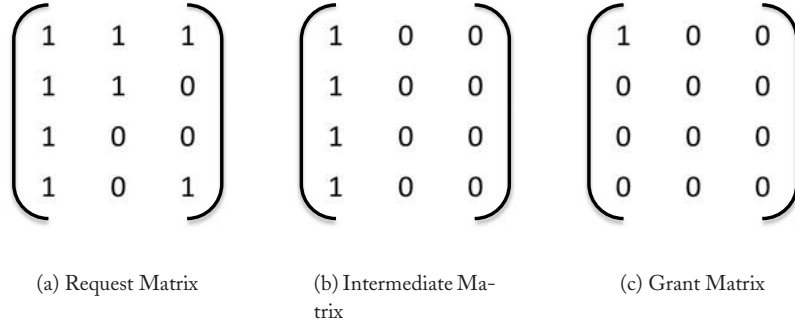 1 1 1 1 0 0 1 0 0
1 1 0 1 0 0 0 0 0
1 0 0 1 0 0 0 0 0
1 0 1 1 0 0 0 0 0
(a) Request Matrix (b) Intermediate Ma- (c) Grant Matrix
trix